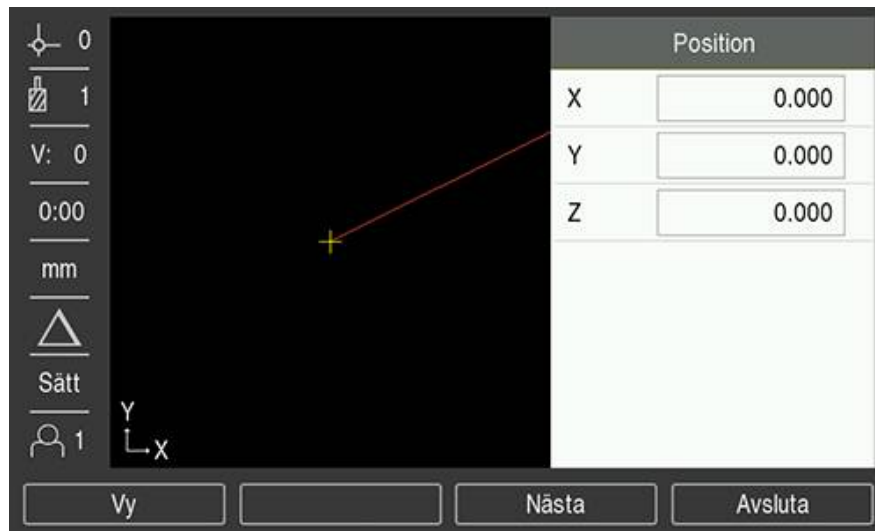 0
1
V: 0
0:00
mm
Sätt
1
Y
X
Position
X 0.000
Y 0.000
Z 0.000
Vy
Nästa
Avsluta